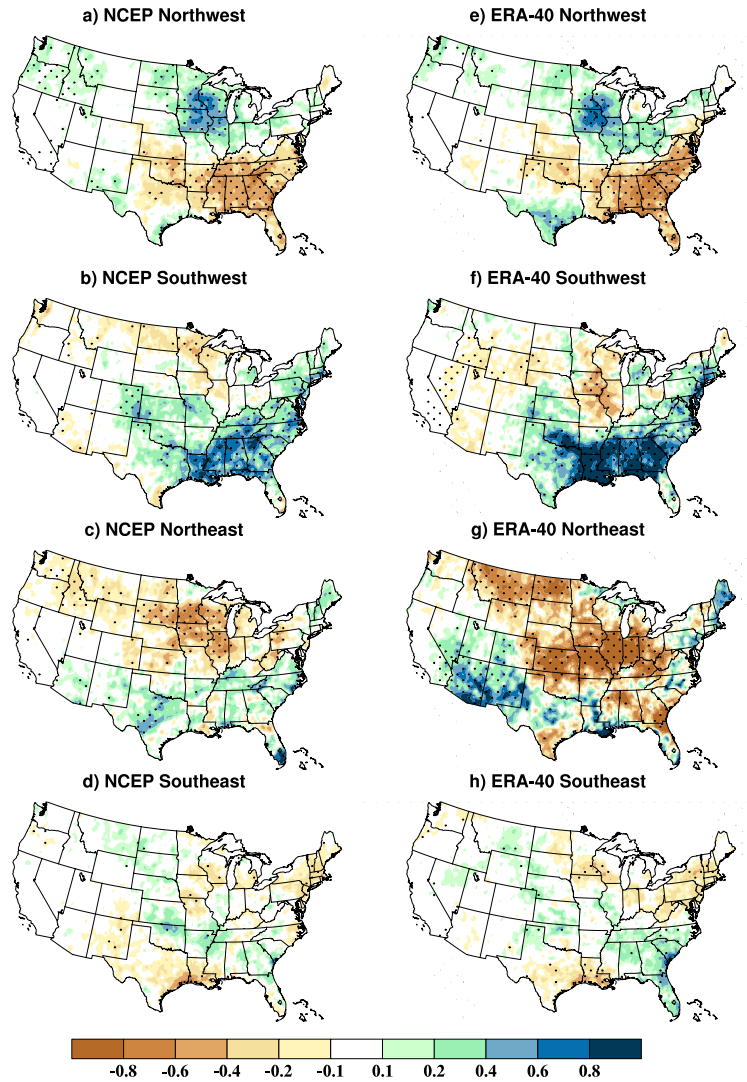 a) NCEP Northwest
e) ERA-40 Northwest
b) NCEP Southwest
f) ERA-40 Southwest
c) NCEP Northeast
g) ERA-40 Northeast
d) NCEP Southeast
h) ERA-40 Southeast
-0.8 -0.6 -0.4 -0.2 -0.1 0.1 0.2 0.4 0.6 0.8